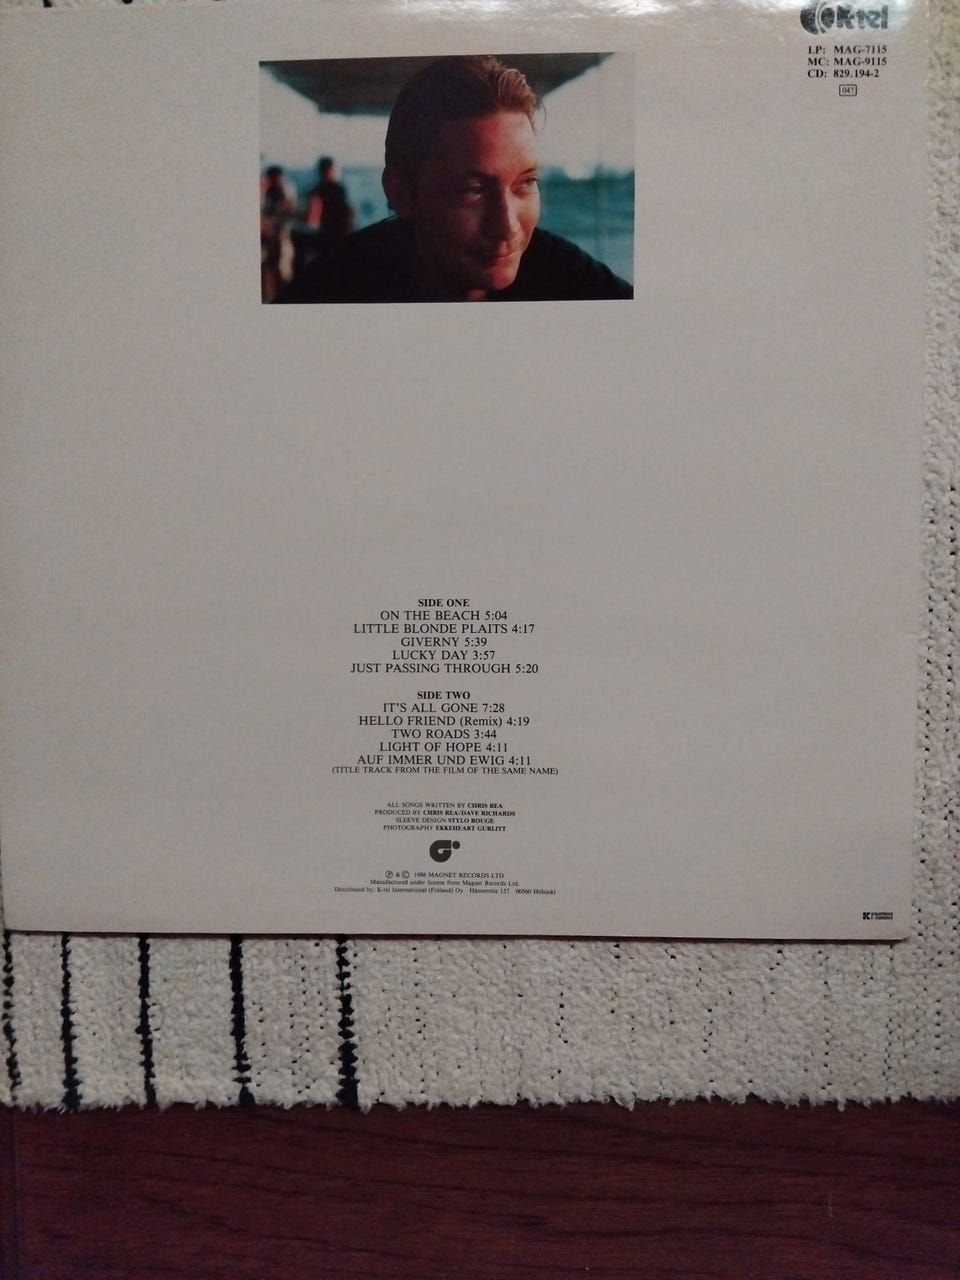 K-tel
LP: MAG-7115
MC: MAG-9115
CD: 829.194-2
047
SIDE ONE
ON THE BEACH 5:04
LITTLE BLONDE PLAITS 4:17
GIVERNY 5:39
LUCKY DAY 3:57
JUST PASSING THROUGH 5:20
SIDE TWO
IT'S ALL GONE 7:28
HELLO FRIEND (Remix) 4:19
TWO ROADS 3:44
LIGHT OF HOPE 4:11
AUF IMMER UND EWIG 4:11
(TITLE TRACK FROM THE FILM OF THE SAME NAME)
ALL SONGS WRITTEN BY CHRIS REA
PRODUCED BY CHRIS REA/DAVE RICHARDS
SLEEVE DESIGN STYLO ROUGE
PHOTOGRAPHY EKKEHEART GURLITT
Ⓟ & © 1986 MAGNET RECORDS LTD
Manufactured under license from Magnet Records Ltd.
Distributed by: K-tel International (Finland) Oy Hämeentie 157 00560 Helsinki